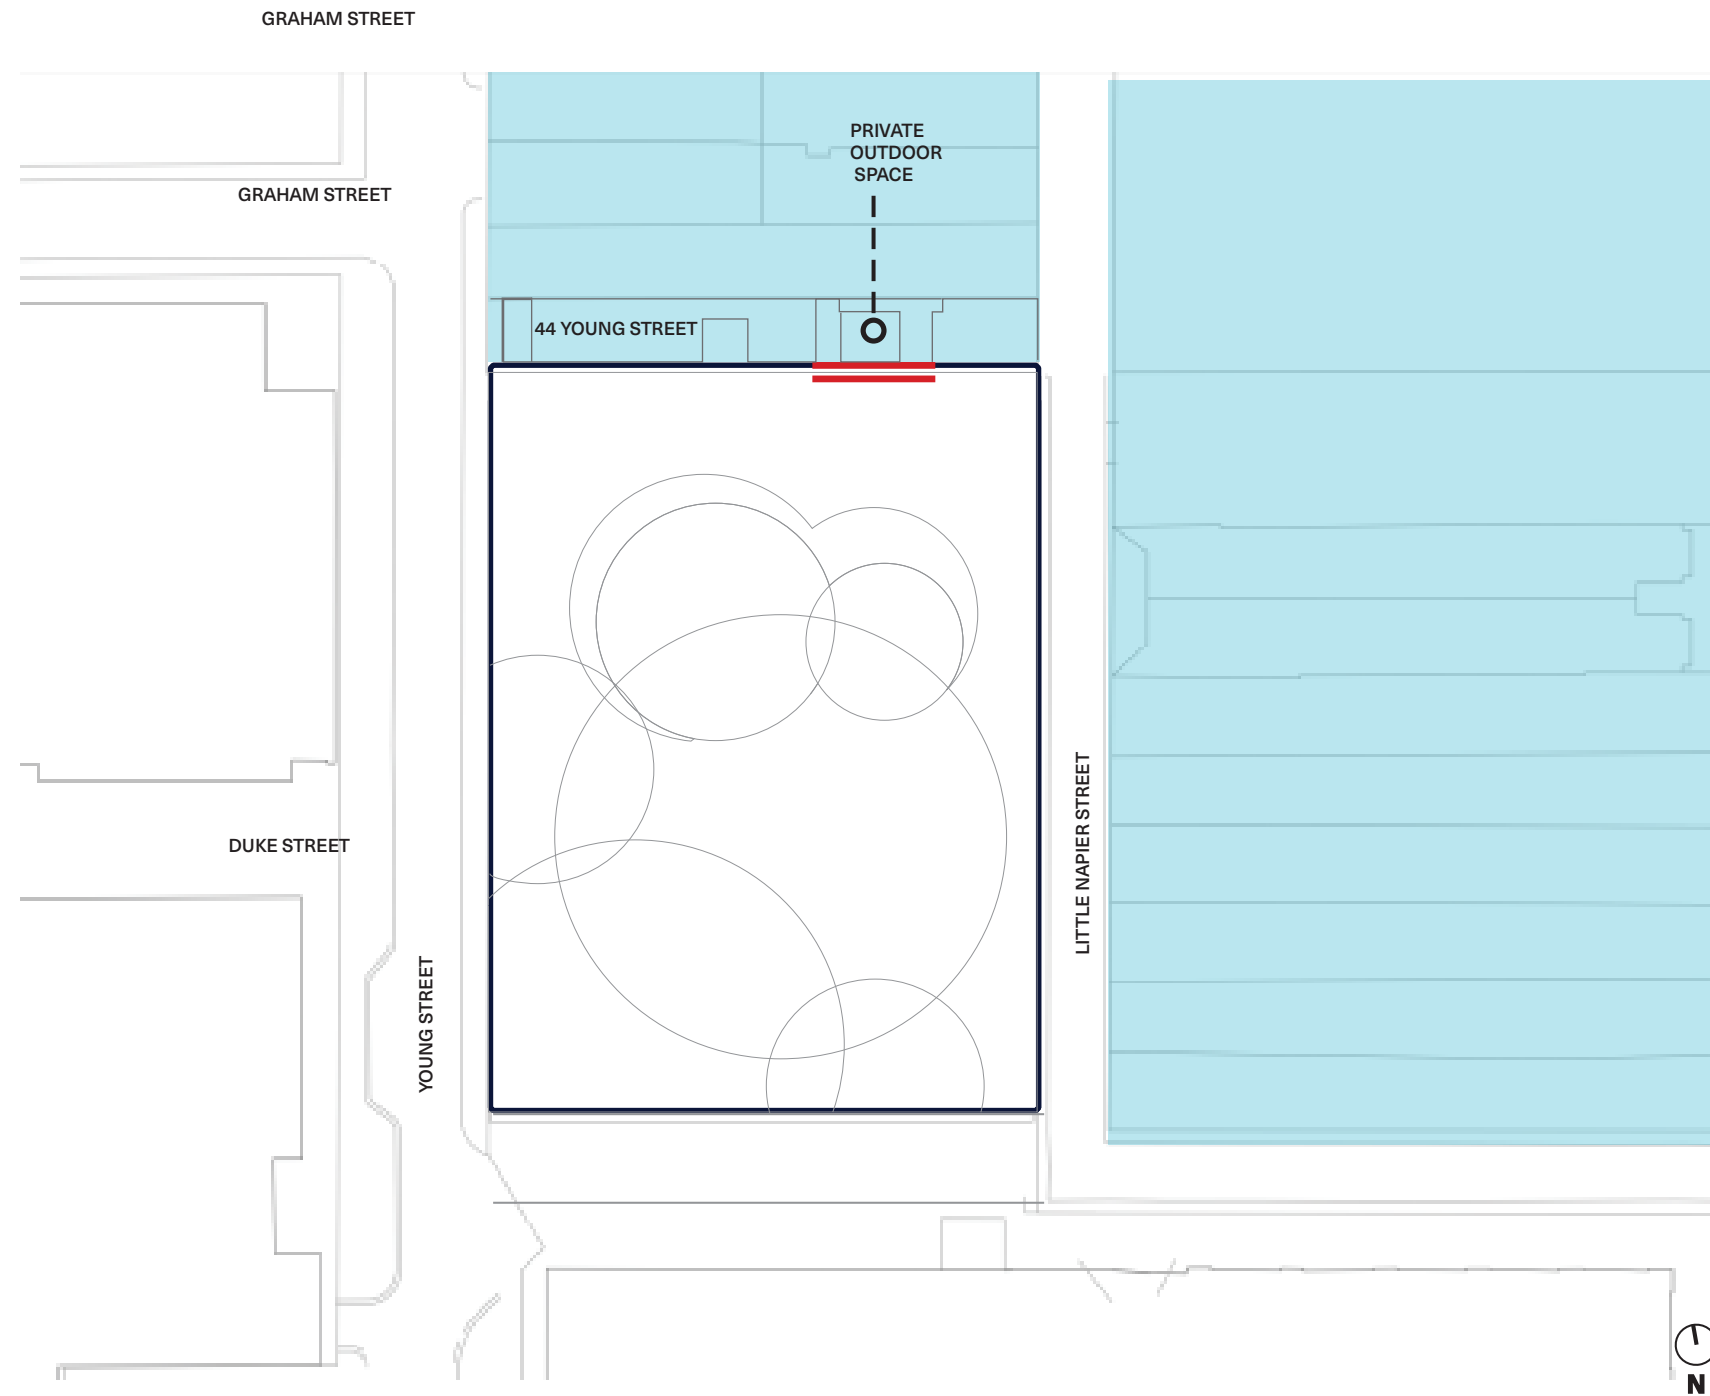 GRAHAM STREET
PRIVATE
OUTDOOR
SPACE
GRAHAM STREET
44 YOUNG STREET
DUKE STREET
LITTLE NAPIER STREET
YOUNG STREET
N